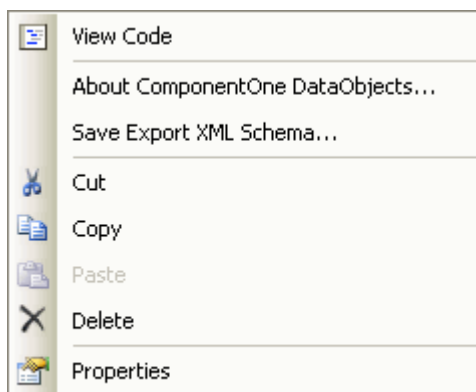 View Code
About ComponentOne DataObjects...
Save Export XML Schema...
Cut
Copy
Paste
Delete
Properties